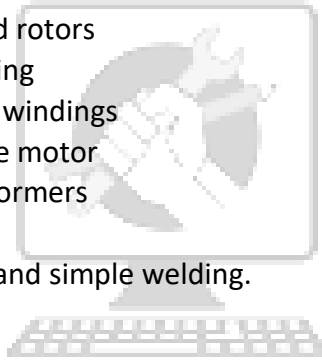 d rotors
ing
windings
e motor
ormers
and simple welding.